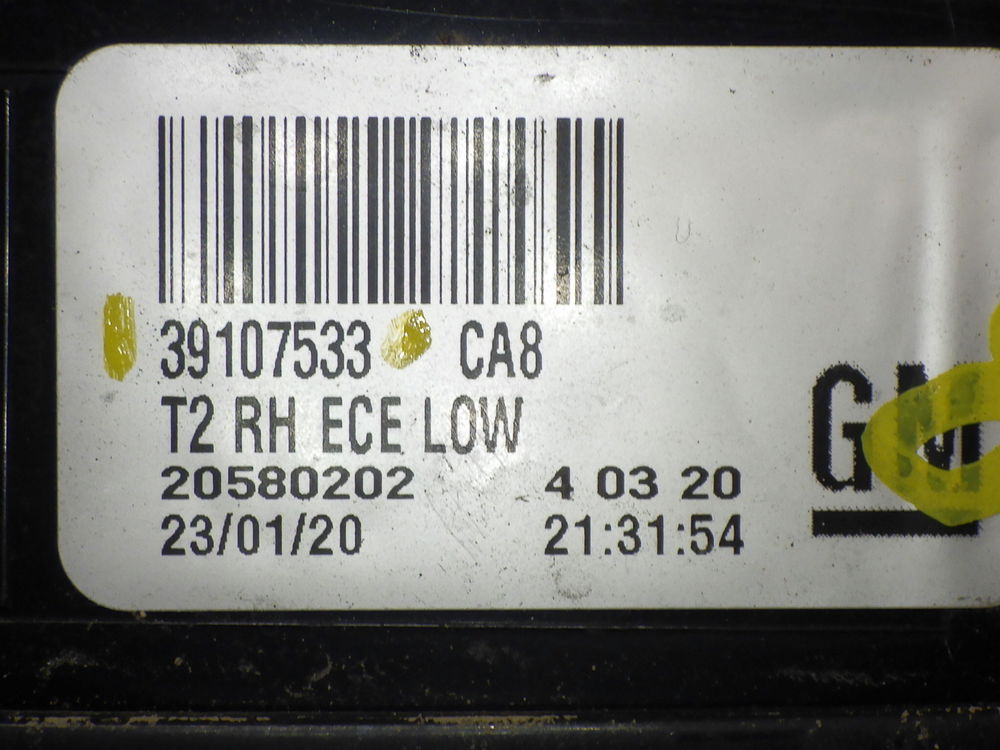 39107533 CA8
T2 RH ECE LOW
20580202 4 03 20
23/01/20 21:31:54
GM